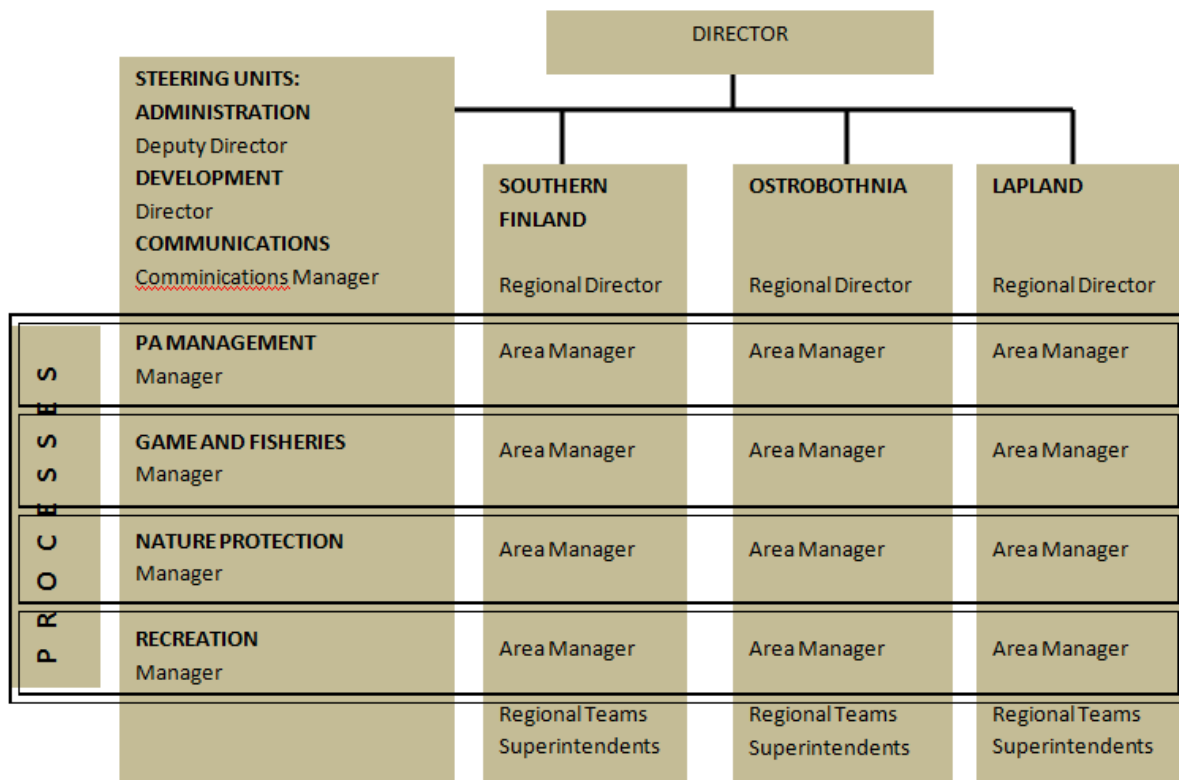 DIRECTOR
STEERING UNITS:
ADMINISTRATION
Deputy Director
DEVELOPMENT
Director
COMMUNICATIONS
Comminications Manager
SOUTHERN
FINLAND
Regional Director
OSTROBOTHNIA
Regional Director
LAPLAND
Regional Director
PROCESSES
PA MANAGEMENT
Manager
Area Manager
Area Manager
Area Manager
GAME AND FISHERIES
Manager
Area Manager
Area Manager
Area Manager
NATURE PROTECTION
Manager
Area Manager
Area Manager
Area Manager
RECREATION
Manager
Area Manager
Area Manager
Area Manager
Regional Teams
Superintendents
Regional Teams
Superintendents
Regional Teams
Superintendents